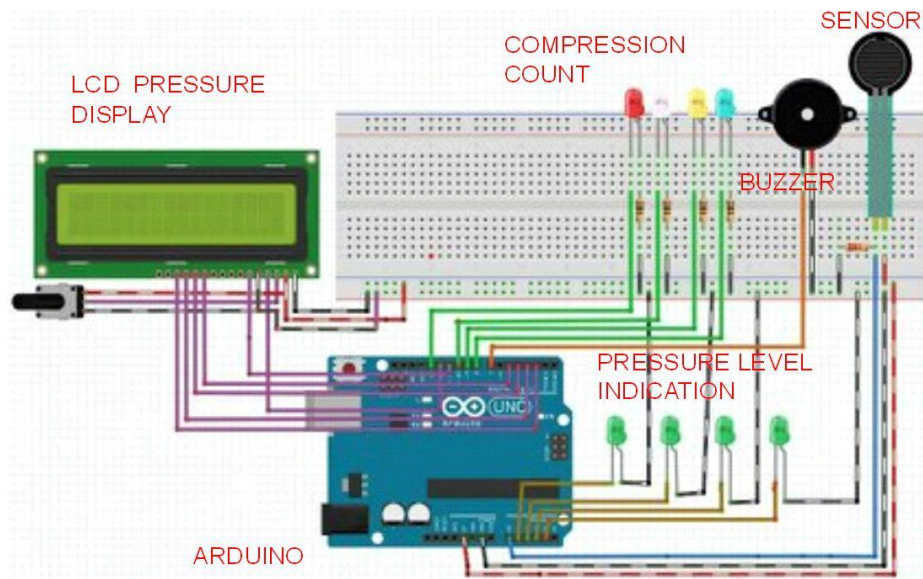 SENSOR
COMPRESSION
COUNT
LCD PRESSURE
DISPLAY
BUZZER
PRESSURE LEVEL
INDICATION
UNO
ARDUINO